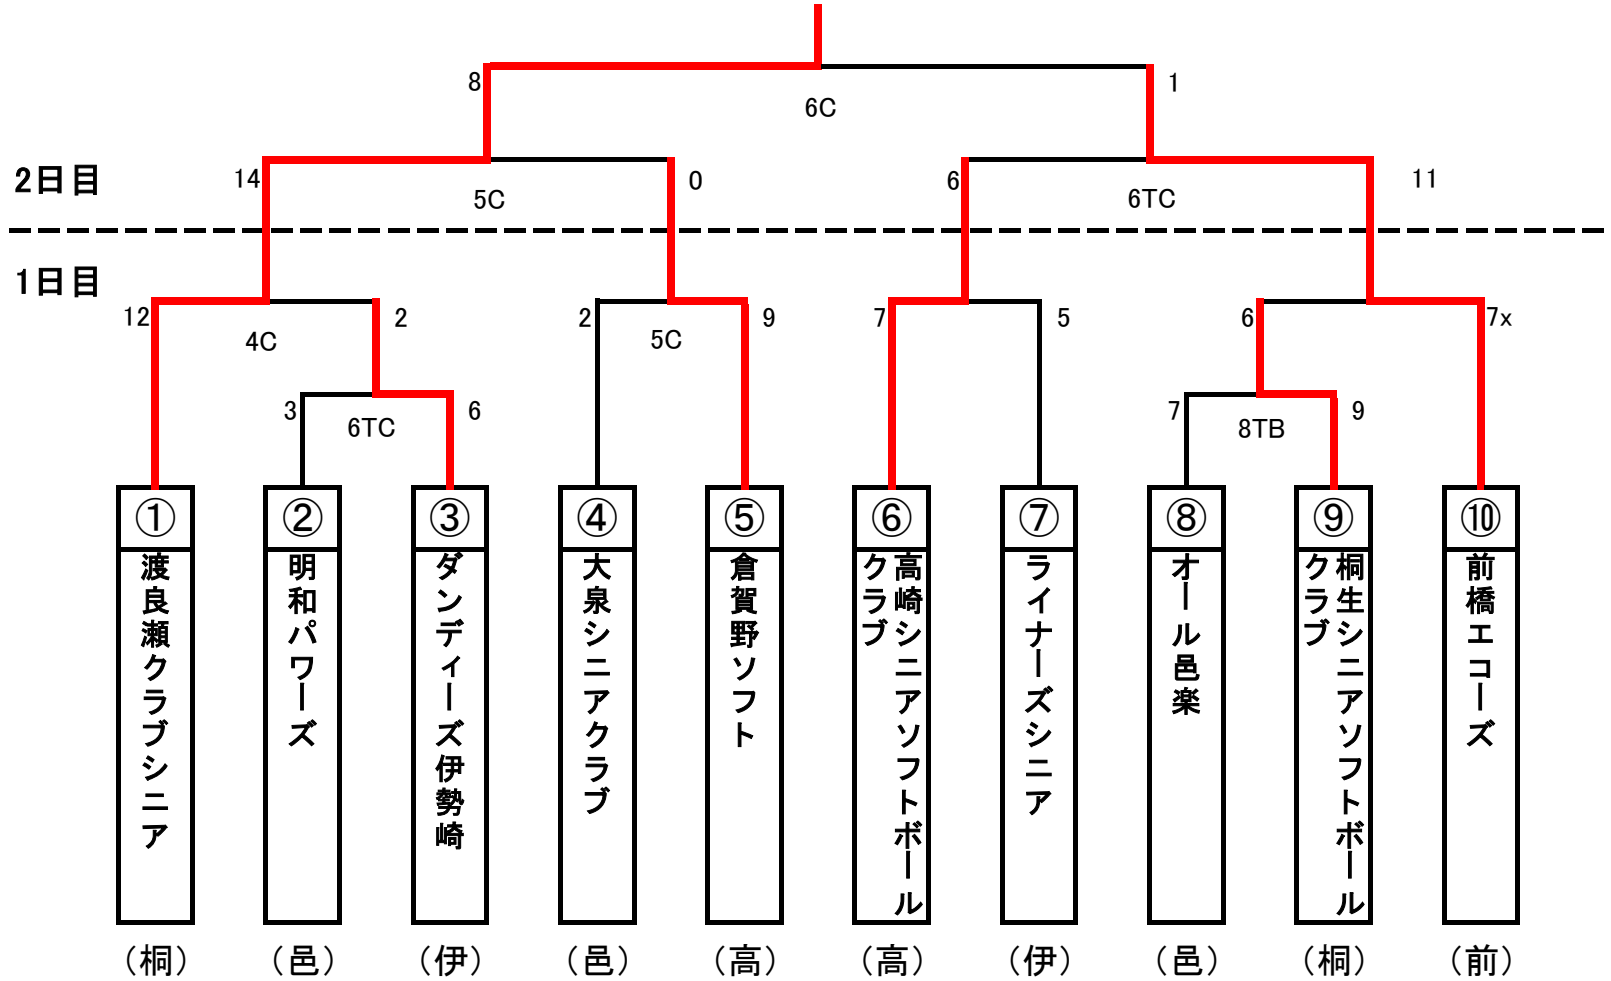 8
1
6C
2日目
14
0
6
11
5C
6TC
1日目
12
2
2
9
7
5
6
7x
4C
5C
3
6
7
9
6TC
8TB
①
②
③
④
⑤
⑥
⑦
⑧
⑨
⑩
渡良瀬クラブシニア
明和パワーズ
ダンディーズ伊勢崎
大泉シニアクラブ
倉賀野ソフト
高崎シニアソフトボール
クラブ
ライナーズシニア
オール邑楽
桐生シニアソフトボール
クラブ
前橋エコーズ
（桐）
（邑）
（伊）
（邑）
（高）
（高）
（伊）
（邑）
（桐）
（前）